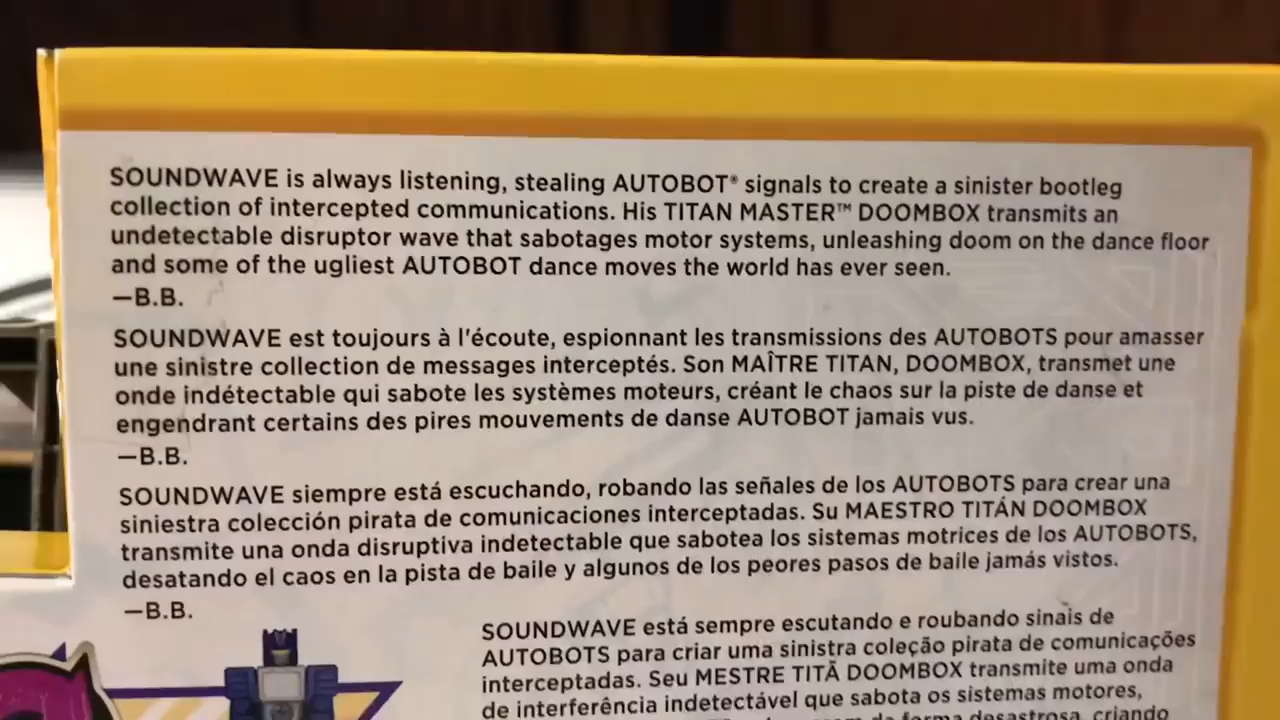 SOUNDWAVE is always listening, stealing AUTOBOT® signals to create a sinister bootleg
collection of intercepted communications. His TITAN MASTER™ DOOMBOX transmits an
undetectable disruptor wave that sabotages motor systems, unleashing doom on the dance floor
and some of the ugliest AUTOBOT dance moves the world has ever seen.
—B.B.
SOUNDWAVE est toujours à l'écoute, espionnant les transmissions des AUTOBOTS pour amasser
une sinistre collection de messages interceptés. Son MAÎTRE TITAN, DOOMBOX, transmet une
onde indétectable qui sabote les systèmes moteurs, créant le chaos sur la piste de danse et
engendrant certains des pires mouvements de danse AUTOBOT jamais vus.
—B.B.
SOUNDWAVE siempre está escuchando, robando las señales de los AUTOBOTS para crear una
siniestra colección pirata de comunicaciones interceptadas. Su MAESTRO TITÁN DOOMBOX
transmite una onda disruptiva indetectable que sabotea los sistemas motrices de los AUTOBOTS,
desatando el caos en la pista de baile y algunos de los peores pasos de baile jamás vistos.
—B.B.
SOUNDWAVE está sempre escutando e roubando sinais de
AUTOBOTS para criar uma sinistra coleção pirata de comunicações
interceptadas. Seu MESTRE TITÃ DOOMBOX transmite uma onda
de interferência indetectável que sabota os sistemas motores,
de forma desastrosa, criando